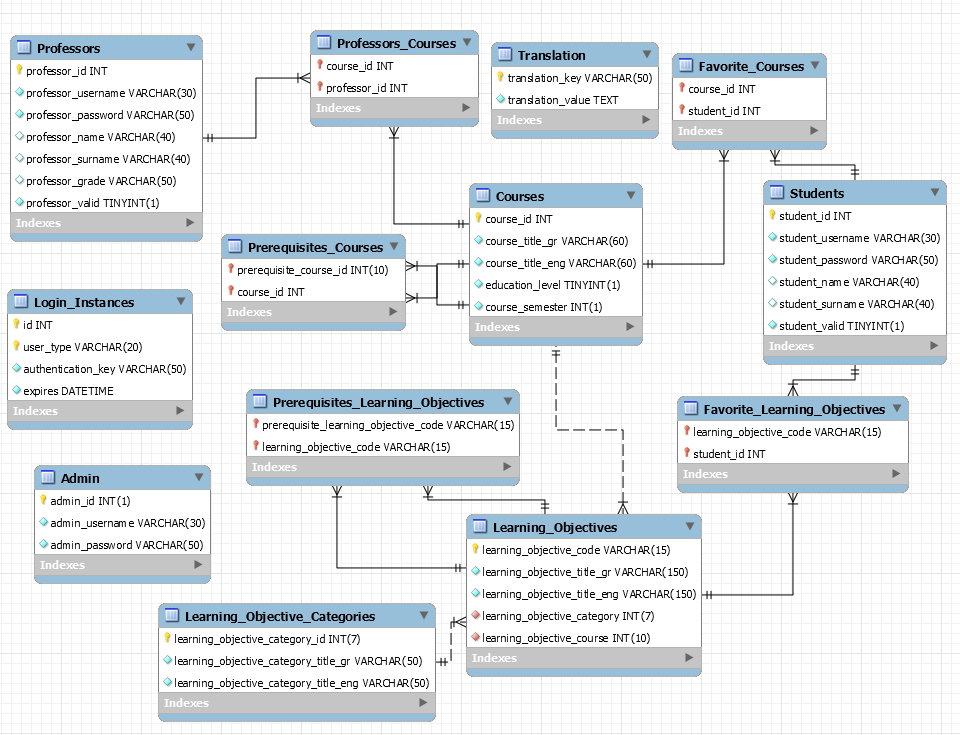 Professors
professor_id INT
professor_username VARCHAR(30)
professor_password VARCHAR(50)
professor_name VARCHAR(40)
professor_surname VARCHAR(40)
professor_grade VARCHAR(50)
professor_valid TINYINT(1)
Indexes
Professors_Courses
course_id INT
professor_id INT
Indexes
Translation
translation_key VARCHAR(50)
translation_value TEXT
Indexes
Favorite_Courses
course_id INT
student_id INT
Indexes
Courses
course_id INT
course_title_gr VARCHAR(60)
course_title_eng VARCHAR(60)
education_level TINYINT(1)
course_semester INT(1)
Indexes
Students
student_id INT
student_username VARCHAR(30)
student_password VARCHAR(50)
student_name VARCHAR(40)
student_surname VARCHAR(40)
student_valid TINYINT(1)
Indexes
Prerequisites_Courses
prerequisite_course_id INT(10)
course_id INT
Indexes
Login_Instances
id INT
user_type VARCHAR(20)
authentication_key VARCHAR(50)
expires DATETIME
Indexes
Prerequisites_Learning_Objectives
prerequisite_learning_objective_code VARCHAR(15)
learning_objective_code VARCHAR(15)
Indexes
Favorite_Learning_Objectives
learning_objective_code VARCHAR(15)
student_id INT
Indexes
Admin
admin_id INT(1)
admin_username VARCHAR(30)
admin_password VARCHAR(50)
Indexes
Learning_Objectives
learning_objective_code VARCHAR(15)
learning_objective_title_gr VARCHAR(150)
learning_objective_title_eng VARCHAR(150)
learning_objective_category INT(7)
learning_objective_course INT(10)
Indexes
Learning_Objective_Categories
learning_objective_category_id INT(7)
learning_objective_category_title_gr VARCHAR(50)
learning_objective_category_title_eng VARCHAR(50)
Indexes